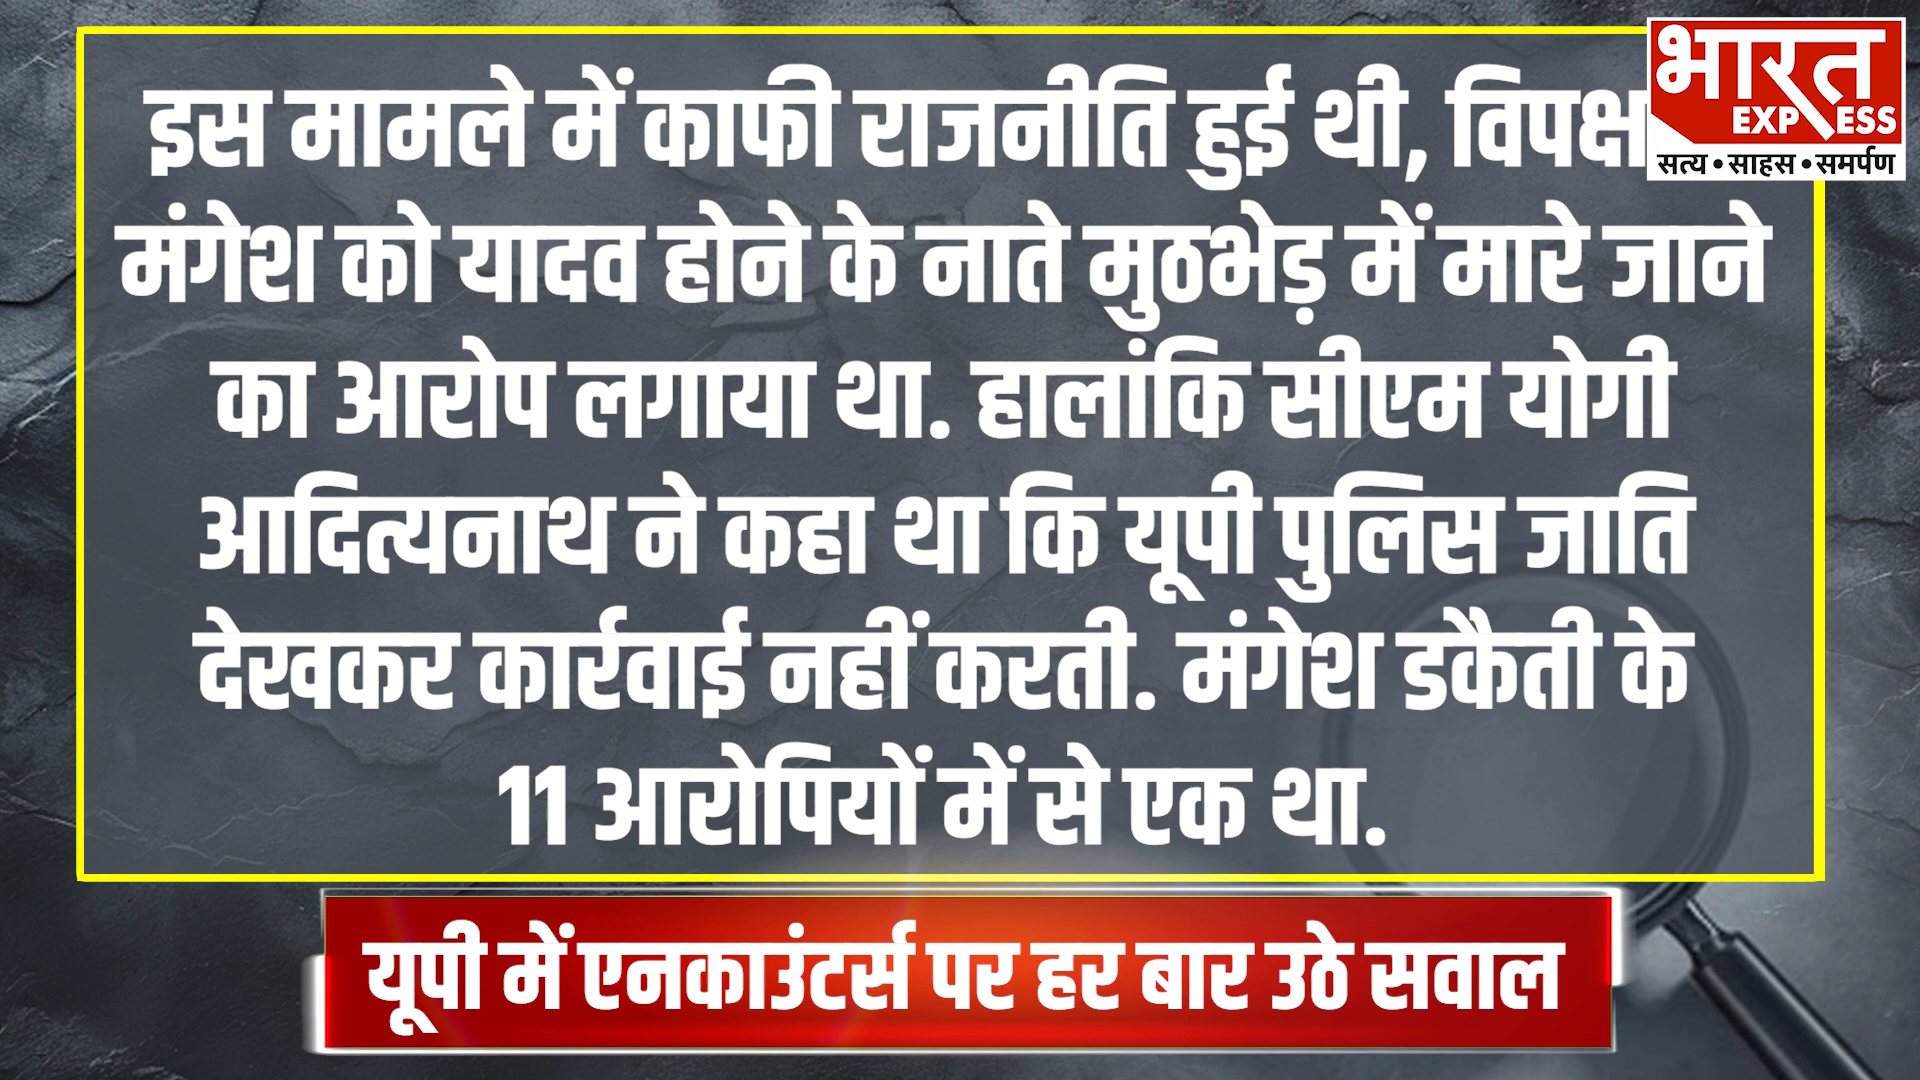 इस मामले में काफी राजनीति हुई थी, विपक्ष
मंगेश को यादव होने के नाते मुठभेड़ में मारे जाने
का आरोप लगाया था. हालांकि सीएम योगी
आदित्यनाथ ने कहा था कि यूपी पुलिस जाति
देखकर कार्रवाई नहीं करती. मंगेश डकैती के
11 आरोपियों में से एक था.
यूपी में एनकाउंटर्स पर हर बार उठे सवाल
भारत
EXPRESS
सत्य • साहस • समर्पण